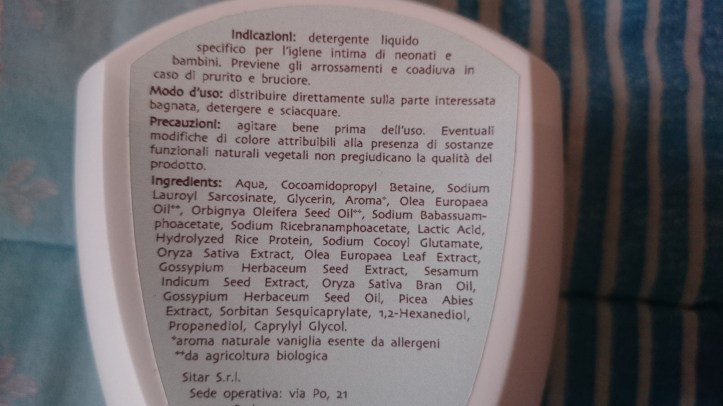 Indicazioni: detergente liquido
specifico per l'igiene intima di neonati e
bambini. Previene gli arrossamenti e coadiuva in
caso di prurito e bruciore.
Modo d'uso: distribuire direttamente sulla parte interessata
bagnata, detergere e sciacquare.
Precauzioni: agitare bene prima dell'uso. Eventuali
modifiche di colore attribuibili alla presenza di sostanze
funzionali naturali vegetali non pregiudicano la qualità del
prodotto.
Ingredients: Aqua, Cocoamidopropyl Betaine, Sodium
Lauroyl Sarcosinate, Glycerin, Aroma*, Olea Europaea
Oil**, Orbignya Oleifera Seed Oil**, Sodium Babassuam-
phoacetate, Sodium Ricebranamphoacetate, Lactic Acid,
Hydrolyzed Rice Protein, Sodium Cocoyl Glutamate,
Oryza Sativa Extract, Olea Europaea Leaf Extract,
Gossypium Herbaceum Seed Extract, Sesamum
Indicum Seed Extract, Oryza Sativa Bran Oil,
Gossypium Herbaceum Seed Oil, Picea Abies
Extract, Sorbitan Sesquicaprylate, 1,2-Hexanediol,
Propanediol, Caprylyl Glycol.
*aroma naturale vaniglia esente da allergeni
**da agricoltura biologica
Sitar S.r.l.
Sede operativa: via Po, 21